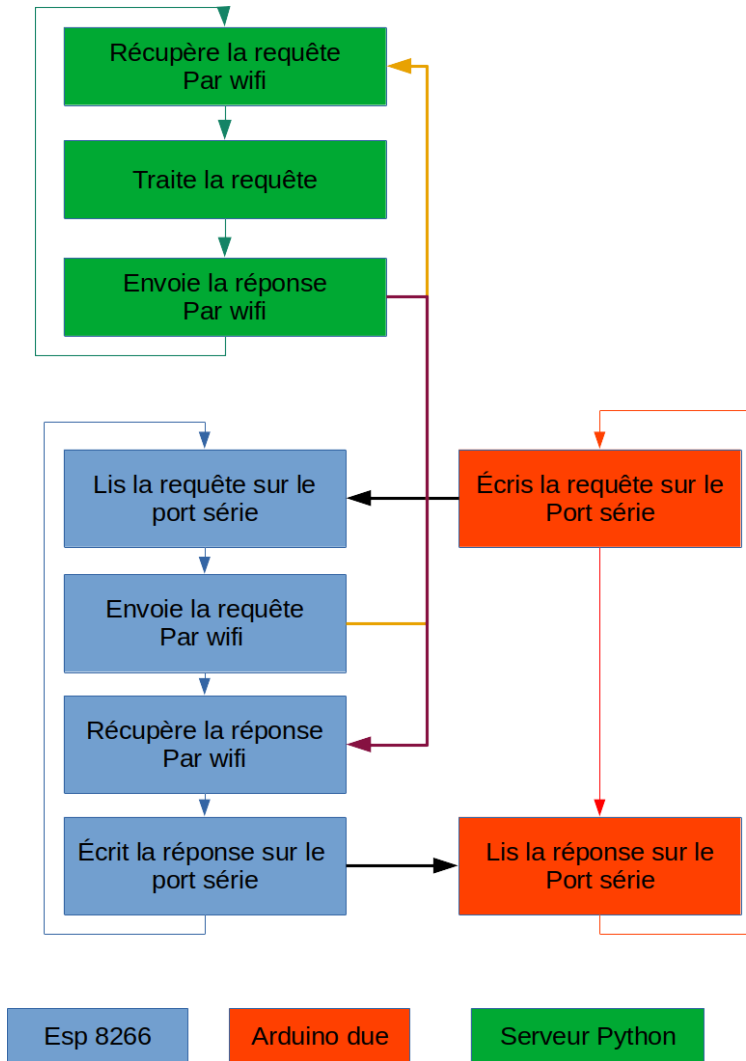 Récupère la requête
Par wifi
Traite la requête
Envoie la réponse
Par wifi
Lis la requête sur le
port série
Écris la requête sur le
Port série
Envoie la requête
Par wifi
Récupère la réponse
Par wifi
Écrit la réponse sur le
port série
Lis la réponse sur le
Port série
Esp 8266
Arduino due
Serveur Python